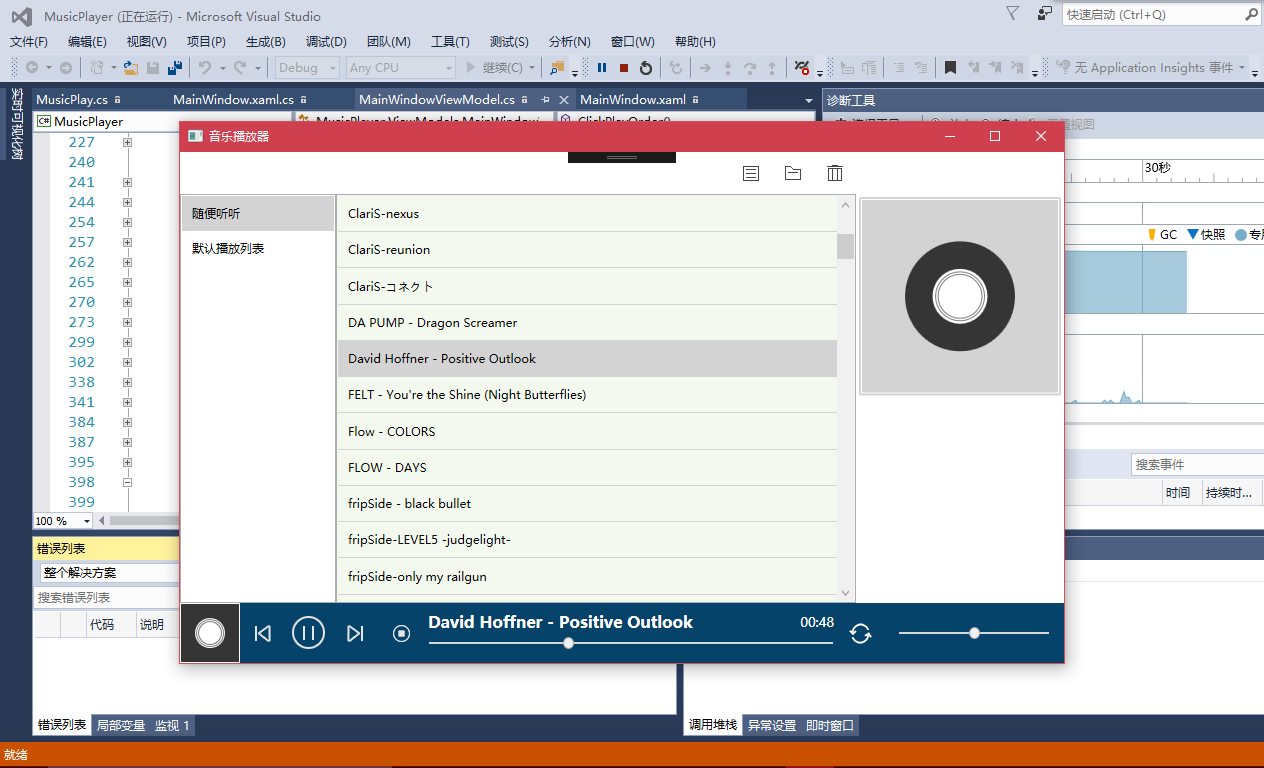 MusicPlayer (正在运行) - Microsoft Visual Studio
快速启动 (Ctrl+Q)
文件(F) 编辑(E) 视图(V) 项目(P) 生成(B) 调试(D) 团队(M) 工具(T) 测试(S) 分析(N) 窗口(W) 帮助(H)
Debug Any CPU 继续(C) 无 Application Insights 事件
实时可视化树
MusicPlay.cs MainWindow.xaml.cs MainWindowViewModel.cs MainWindow.xaml
诊断工具
C# MusicPlayer MusicPlayer.ViewModels.MainWindow ClickPlayOrder()
音乐播放器
重置视图
30秒
GC 快照 专用
227
240
241
244
254
257
262
265
270
273
299
302
338
341
384
387
395
398
399
随便听听
默认播放列表
ClariS-nexus
ClariS-reunion
ClariS-コネクト
DA PUMP - Dragon Screamer
David Hoffner - Positive Outlook
FELT - You're the Shine (Night Butterflies)
Flow - COLORS
FLOW - DAYS
fripSide - black bullet
fripSide-LEVEL5 -judgelight-
fripSide-only my railgun
搜索事件
时间 持续时...
100 %
错误列表
整个解决方案
搜索错误列表
代码 说明
David Hoffner - Positive Outlook 00:48
错误列表 局部变量 监视 1
调用堆栈 异常设置 即时窗口
就绪